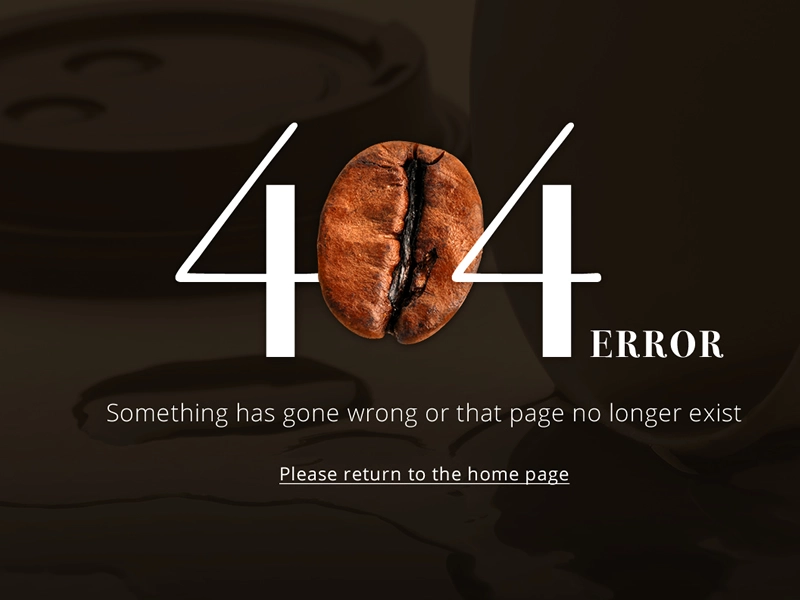 404
ERROR
Something has gone wrong or that page no longer exist
Please return to the home page